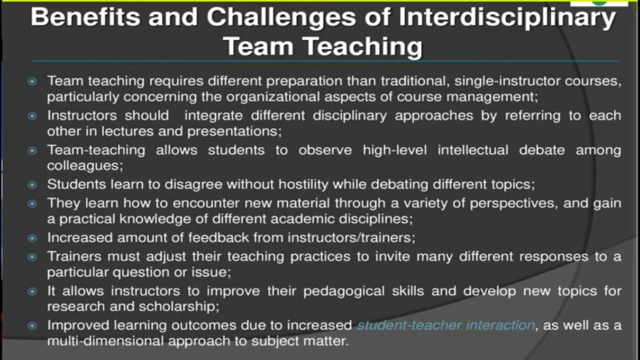 Benefits and Challenges of Interdisciplinary
Team Teaching
Team teaching requires different preparation than traditional, single-instructor courses,
particularly concerning the organizational aspects of course management;
Instructors should integrate different disciplinary approaches by referring to each
other in lectures and presentations;
Team-teaching allows students to observe high-level intellectual debate among
colleagues;
Students learn to disagree without hostility while debating different topics;
They learn how to encounter new material through a variety of perspectives, and gain
a practical knowledge of different academic disciplines;
Increased amount of feedback from instructors/trainers;
Trainers must adjust their teaching practices to invite many different responses to a
particular question or issue;
It allows instructors to improve their pedagogical skills and develop new topics for
research and scholarship;
Improved learning outcomes due to increased student-teacher interaction, as well as a
multi-dimensional approach to subject matter.